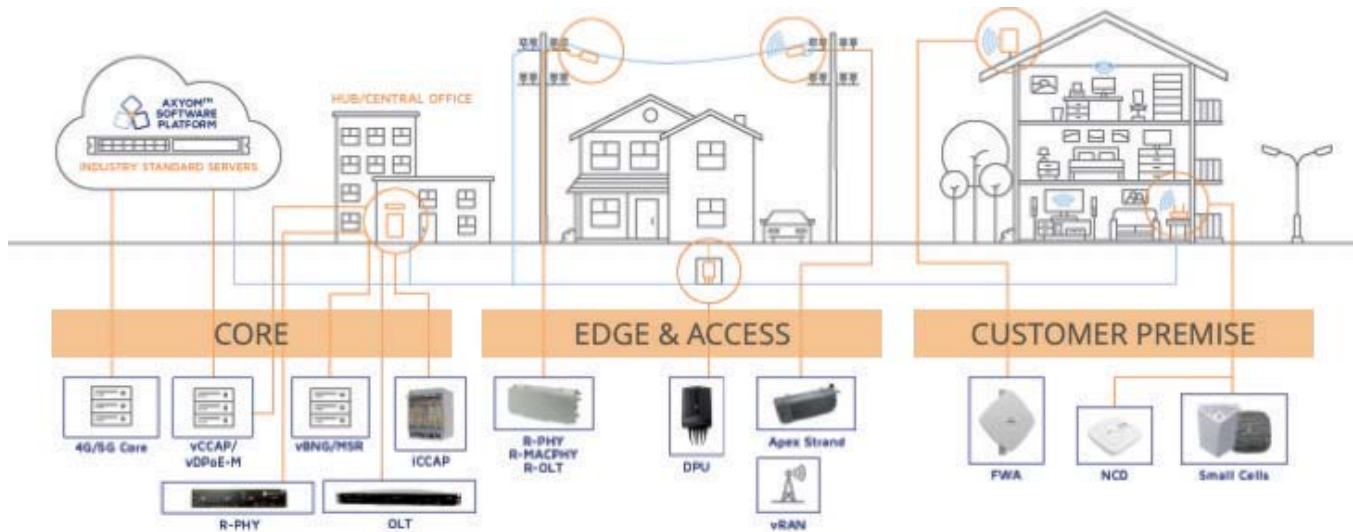 AXYOM™
SOFTWARE
PLATFORM
INDUSTRY STANDARD SERVERS
HUB/CENTRAL OFFICE
CORE
EDGE & ACCESS
CUSTOMER PREMISE
4G/5G Core
vCCAP/
vDPoE-M
vBNG/MSR
iCCAP
R-PHY
R-MACPHY
R-OLT
DPU
Apex Strand
FWA
NCD
Small Cells
R-PHY
OLT
vRAN